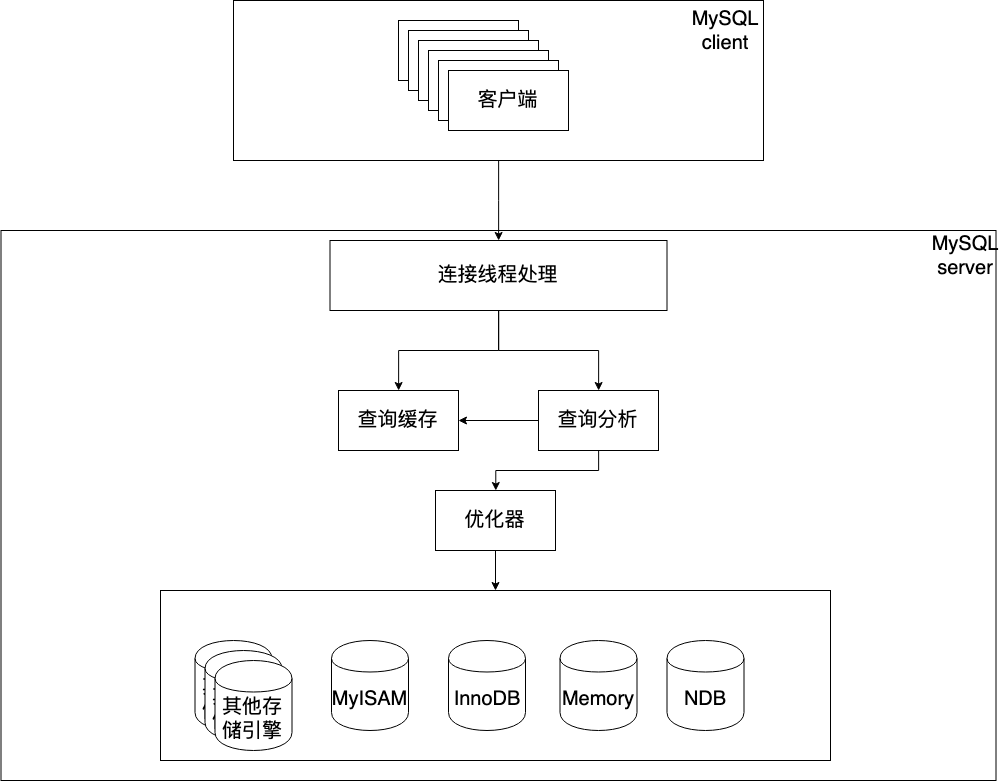 MySQL
client
客户端
MySQL
server
连接线程处理
查询缓存
查询分析
优化器
其他存
储引擎
MyISAM
InnoDB
Memory
NDB